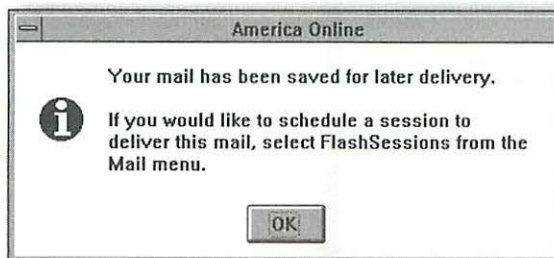 America Online
Your mail has been saved for later delivery.
If you would like to schedule a session to
deliver this mail, select FlashSessions from the
Mail menu.
OK